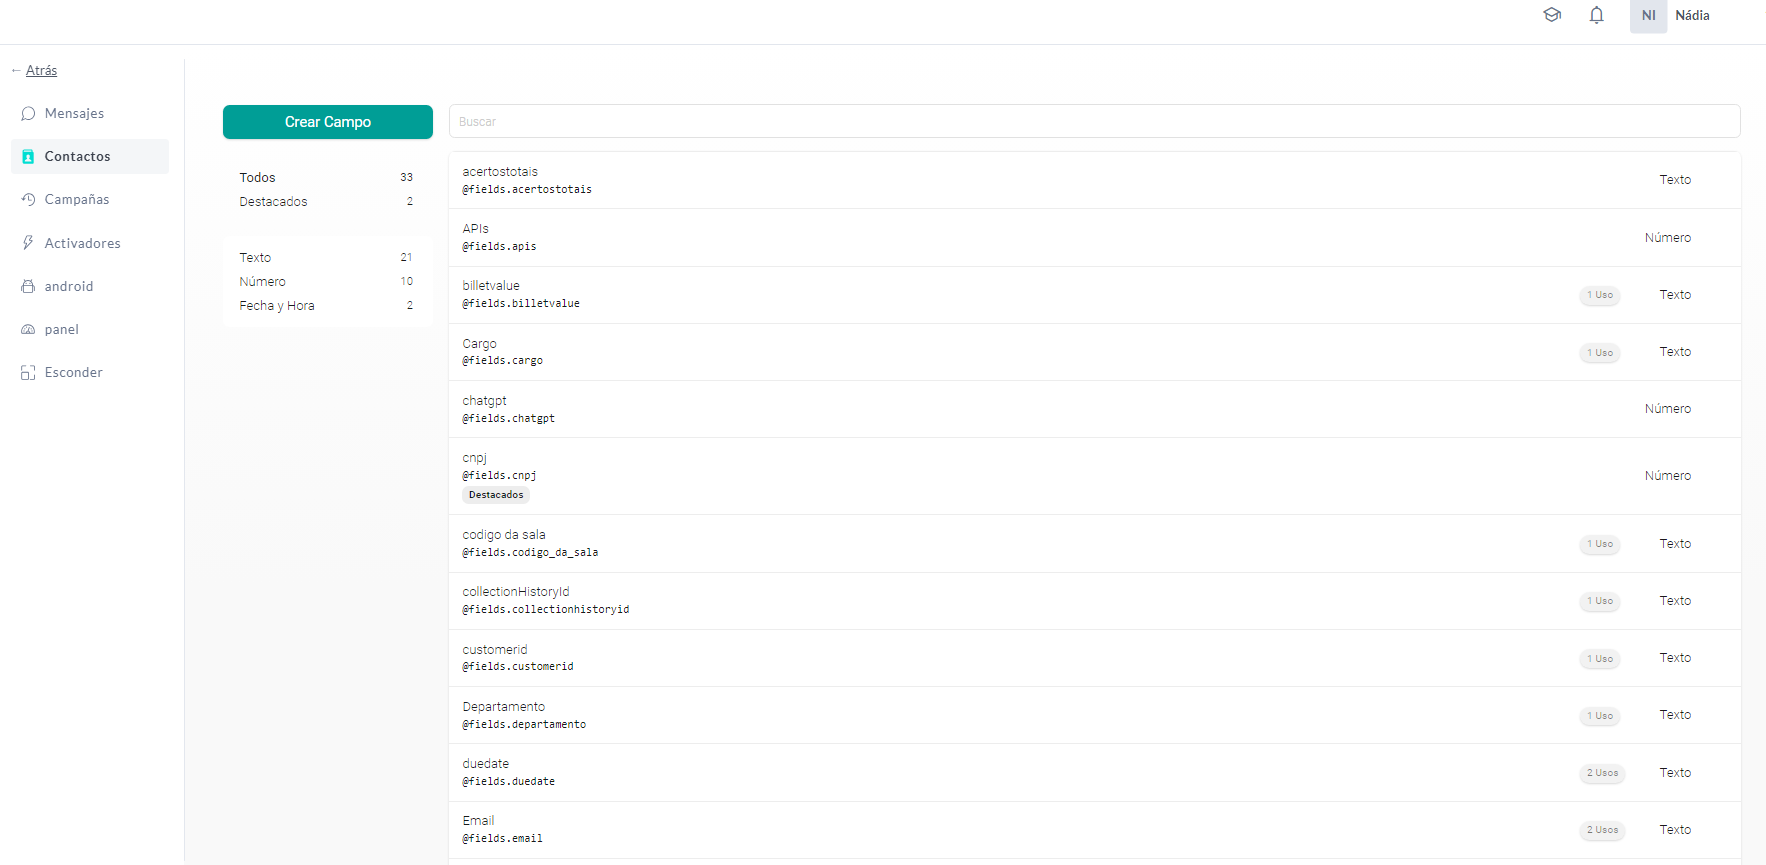 NI Nádia
← Atrás
Mensajes
Contactos
Campañas
Activadores
android
panel
Esconder
Crear Campo
Todos 33
Destacados 2
Texto 21
Número 10
Fecha y Hora 2
Buscar
acertostotais
@fields.acertostotais
Texto
APIs
@fields.apis
Número
billetvalue
@fields.billetvalue
1 Uso Texto
Cargo
@fields.cargo
1 Uso Texto
chatgpt
@fields.chatgpt
Número
cnpj
@fields.cnpj
Destacados
Número
codigo da sala
@fields.codigo_da_sala
1 Uso Texto
collectionHistoryId
@fields.collectionhistoryid
1 Uso Texto
customerid
@fields.customerid
1 Uso Texto
Departamento
@fields.departamento
1 Uso Texto
duedate
@fields.duedate
2 Usos Texto
Email
@fields.email
2 Usos Texto